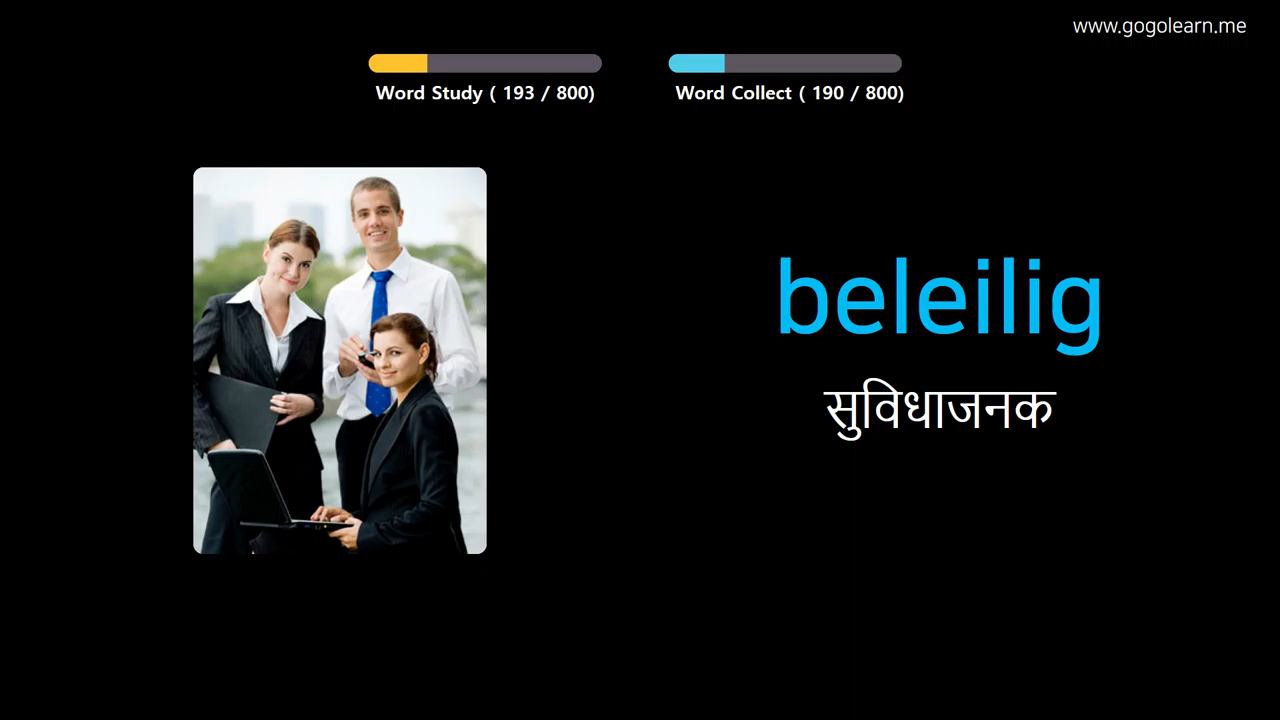 www.gogolearn.me
Word Study ( 193 / 800)
Word Collect ( 190 / 800)
beleilig
सुविधाजनक